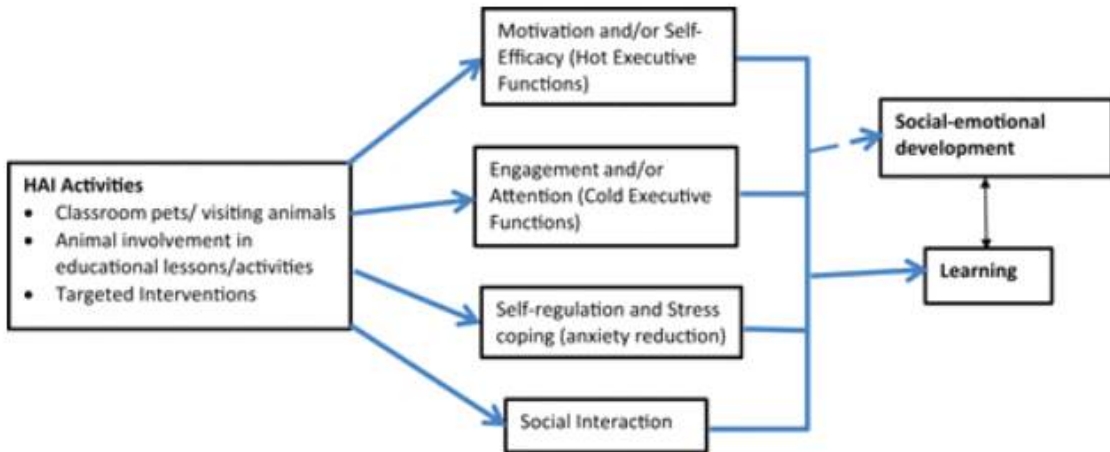 Motivation and/or Self-
Efficacy (Hot Executive
Functions)
HAI Activities
• Classroom pets/ visiting animals
• Animal involvement in
educational lessons/activities
• Targeted Interventions
Engagement and/or
Attention (Cold Executive
Functions)
Self-regulation and Stress
coping (anxiety reduction)
Social Interaction
Social-emotional
development
Learning